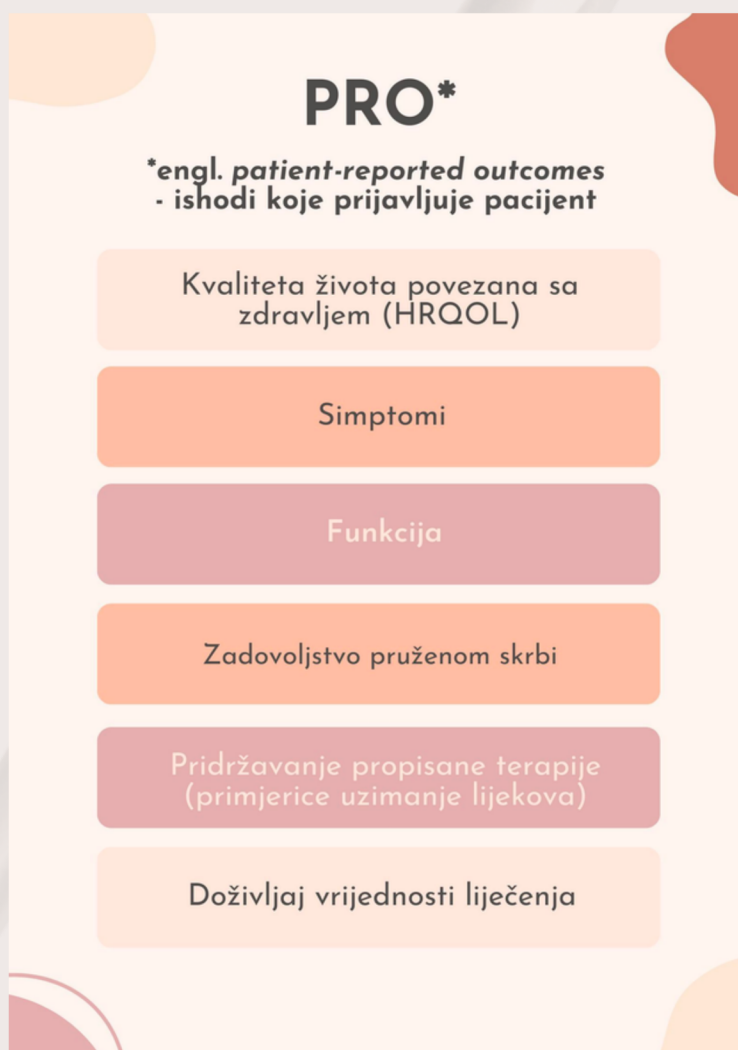 PRO*
*engl. patient-reported outcomes
- ishodi koje prijavljuje pacijent
Kvaliteta života povezana sa
zdravljem (HRQOL)
Simptomi
Funkcija
Zadovoljstvo pruženom skrbi
Pridržavanje propisane terapije
(primjerice uzimanje lijekova)
Doživljaj vrijednosti liječenja